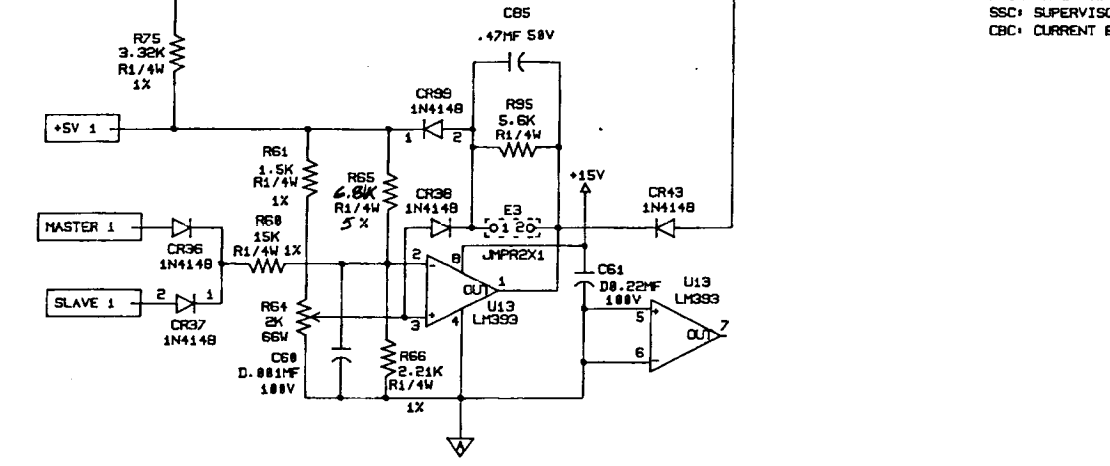 C85
.47MF 50V
SSC: SUPERVISO
CBC: CURRENT
R75
3.32K
R1/4W
1%
CR99
1N4148
1 2
R95
5.6K
R1/4W
+5V 1
R61
1.5K
R1/4W
1%
R65
6.8K
R1/4W
5%
CR38
1N4148
E3
1 2
JMPR2X1
+15V
CR43
1N4148
MASTER 1
CR36
1N4148
R60
15K
R1/4W 1%
2
-
8
OUT
1
U13
LM393
3
+
4
C61
D0.22MF
100V
U13
LM393
5
+
6
-
OUT
7
SLAVE 1
2 1
CR37
1N4148
R64
2K
66W
C60
D.001MF
100V
R66
2.21K
R1/4W
1%
A